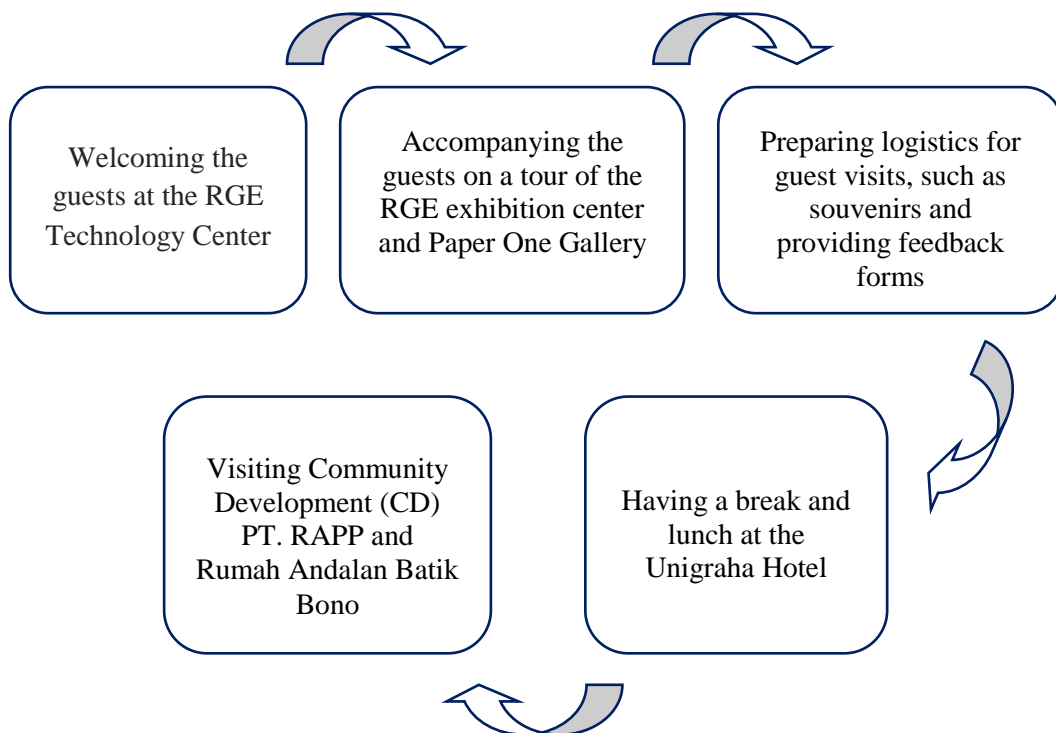 Welcoming the
guests at the RGE
Technology Center
Accompanying the
guests on a tour of the
RGE exhibition center
and Paper One Gallery
Preparing logistics for
guest visits, such as
souvenirs and
providing feedback
forms
Having a break and
lunch at the
Unigraha Hotel
Visiting Community
Development (CD)
PT. RAPP and
Rumah Andalan Batik
Bono